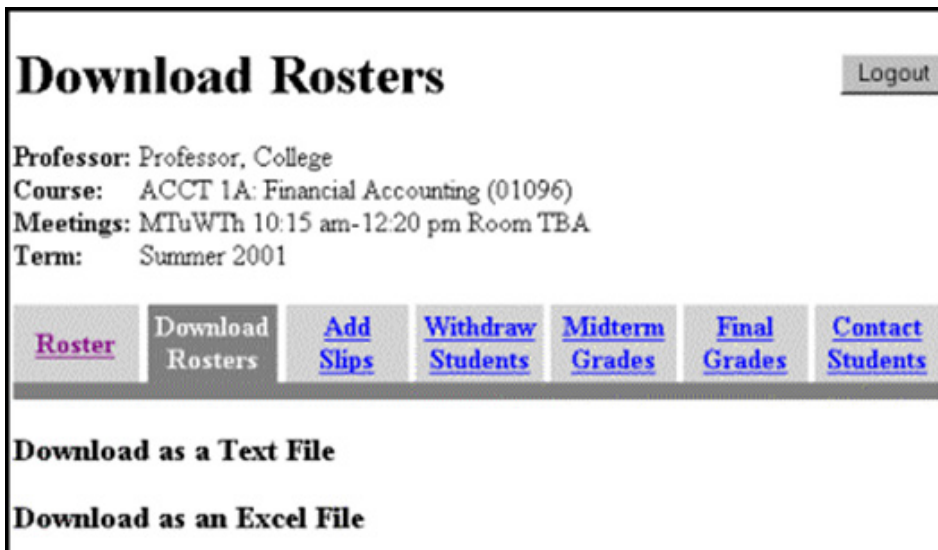 Download Rosters
Logout
Professor: Professor, College
Course: ACCT 1A: Financial Accounting (01096)
Meetings: MTuWTh 10:15 am-12:20 pm Room TBA
Term: Summer 2001
Roster
Download
Rosters
Add
Slips
Withdraw
Students
Midterm
Grades
Final
Grades
Contact
Students
Download as a Text File
Download as an Excel File